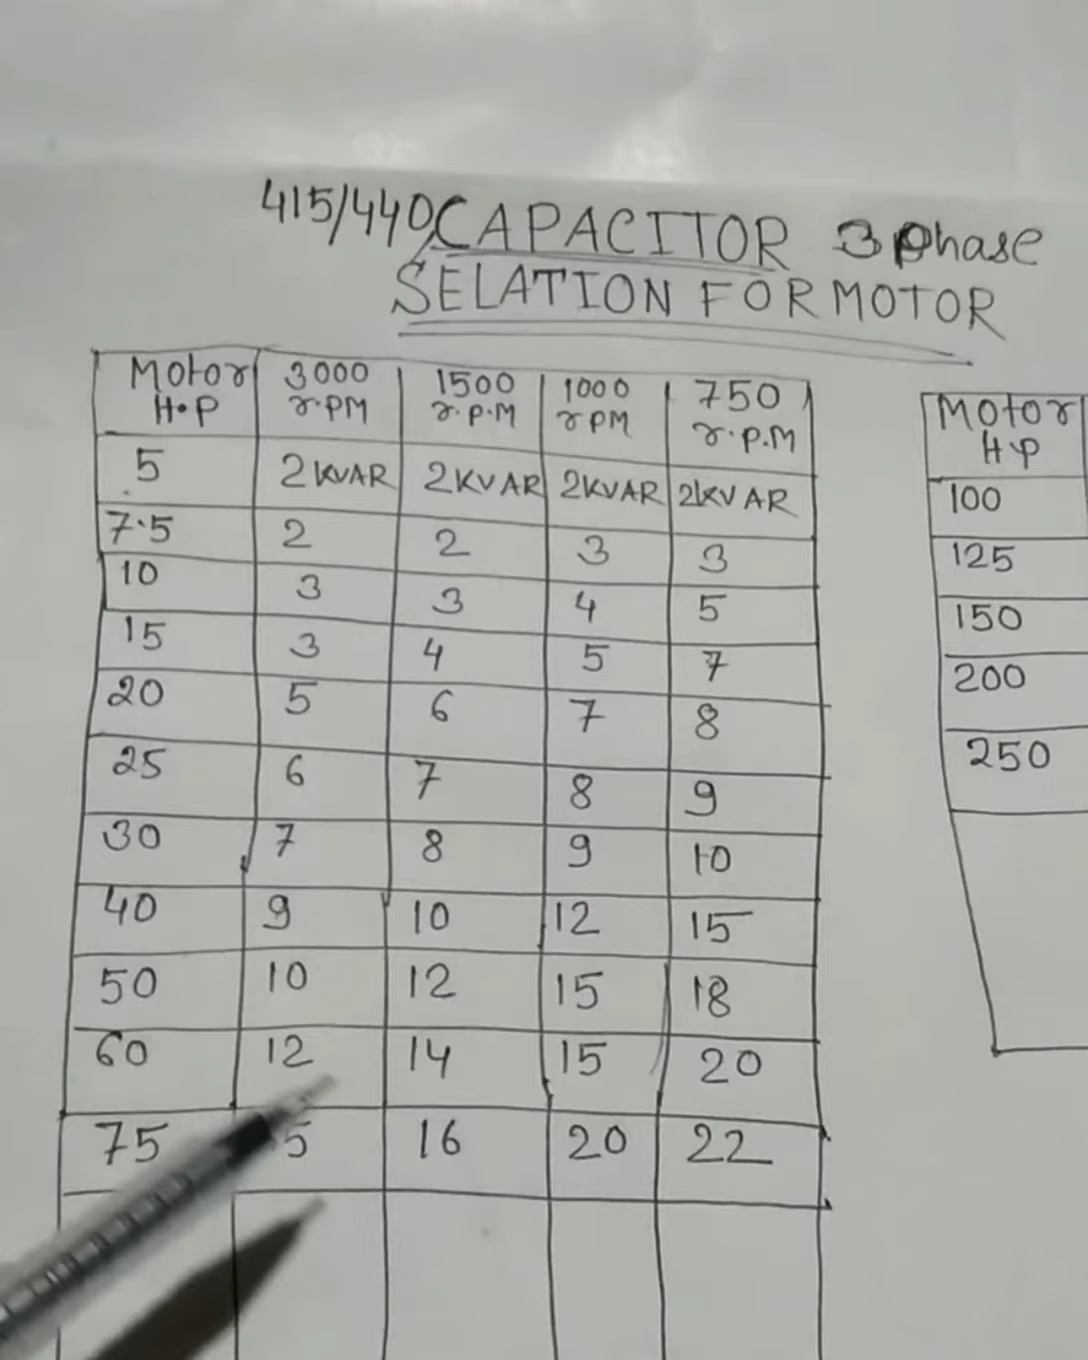 415/440 CAPACITOR 3 phase
SELATION FOR MOTOR
Motor H.P 3000 r.PM 1500 r.p.M 1000 rPM 750 r.p.M
5 2KVAR 2KVAR 2KVAR 2KVAR
7.5 2 2 3 3
10 3 3 4 5
15 3 4 5 7
20 5 6 7 8
25 6 7 8 9
30 7 8 9 10
40 9 10 12 15
50 10 12 15 18
60 12 14 15 20
75 16 20 22
Motor H.p
100
125
150
200
250